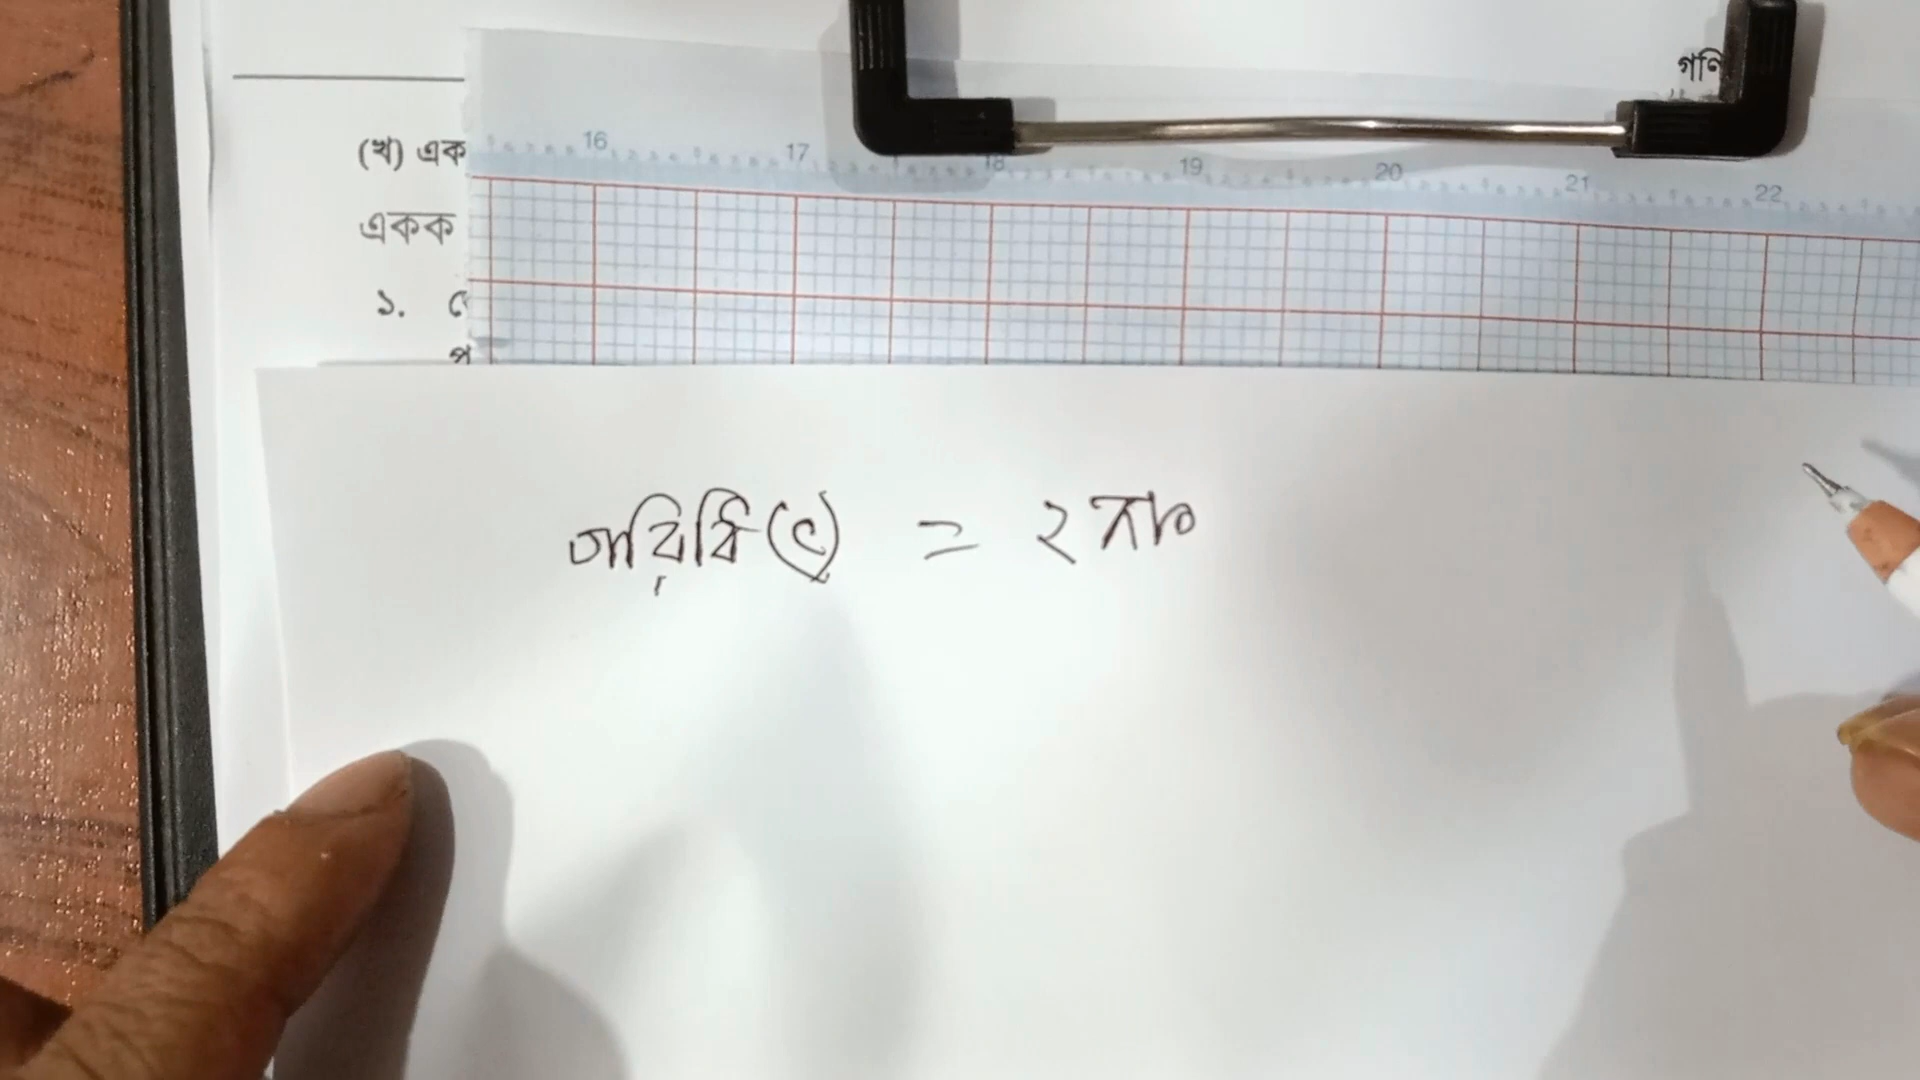 গণি
(খ) এক
16 17 18 19 20 21 22
একক
১.
প
পরিধি(c) = ২πr